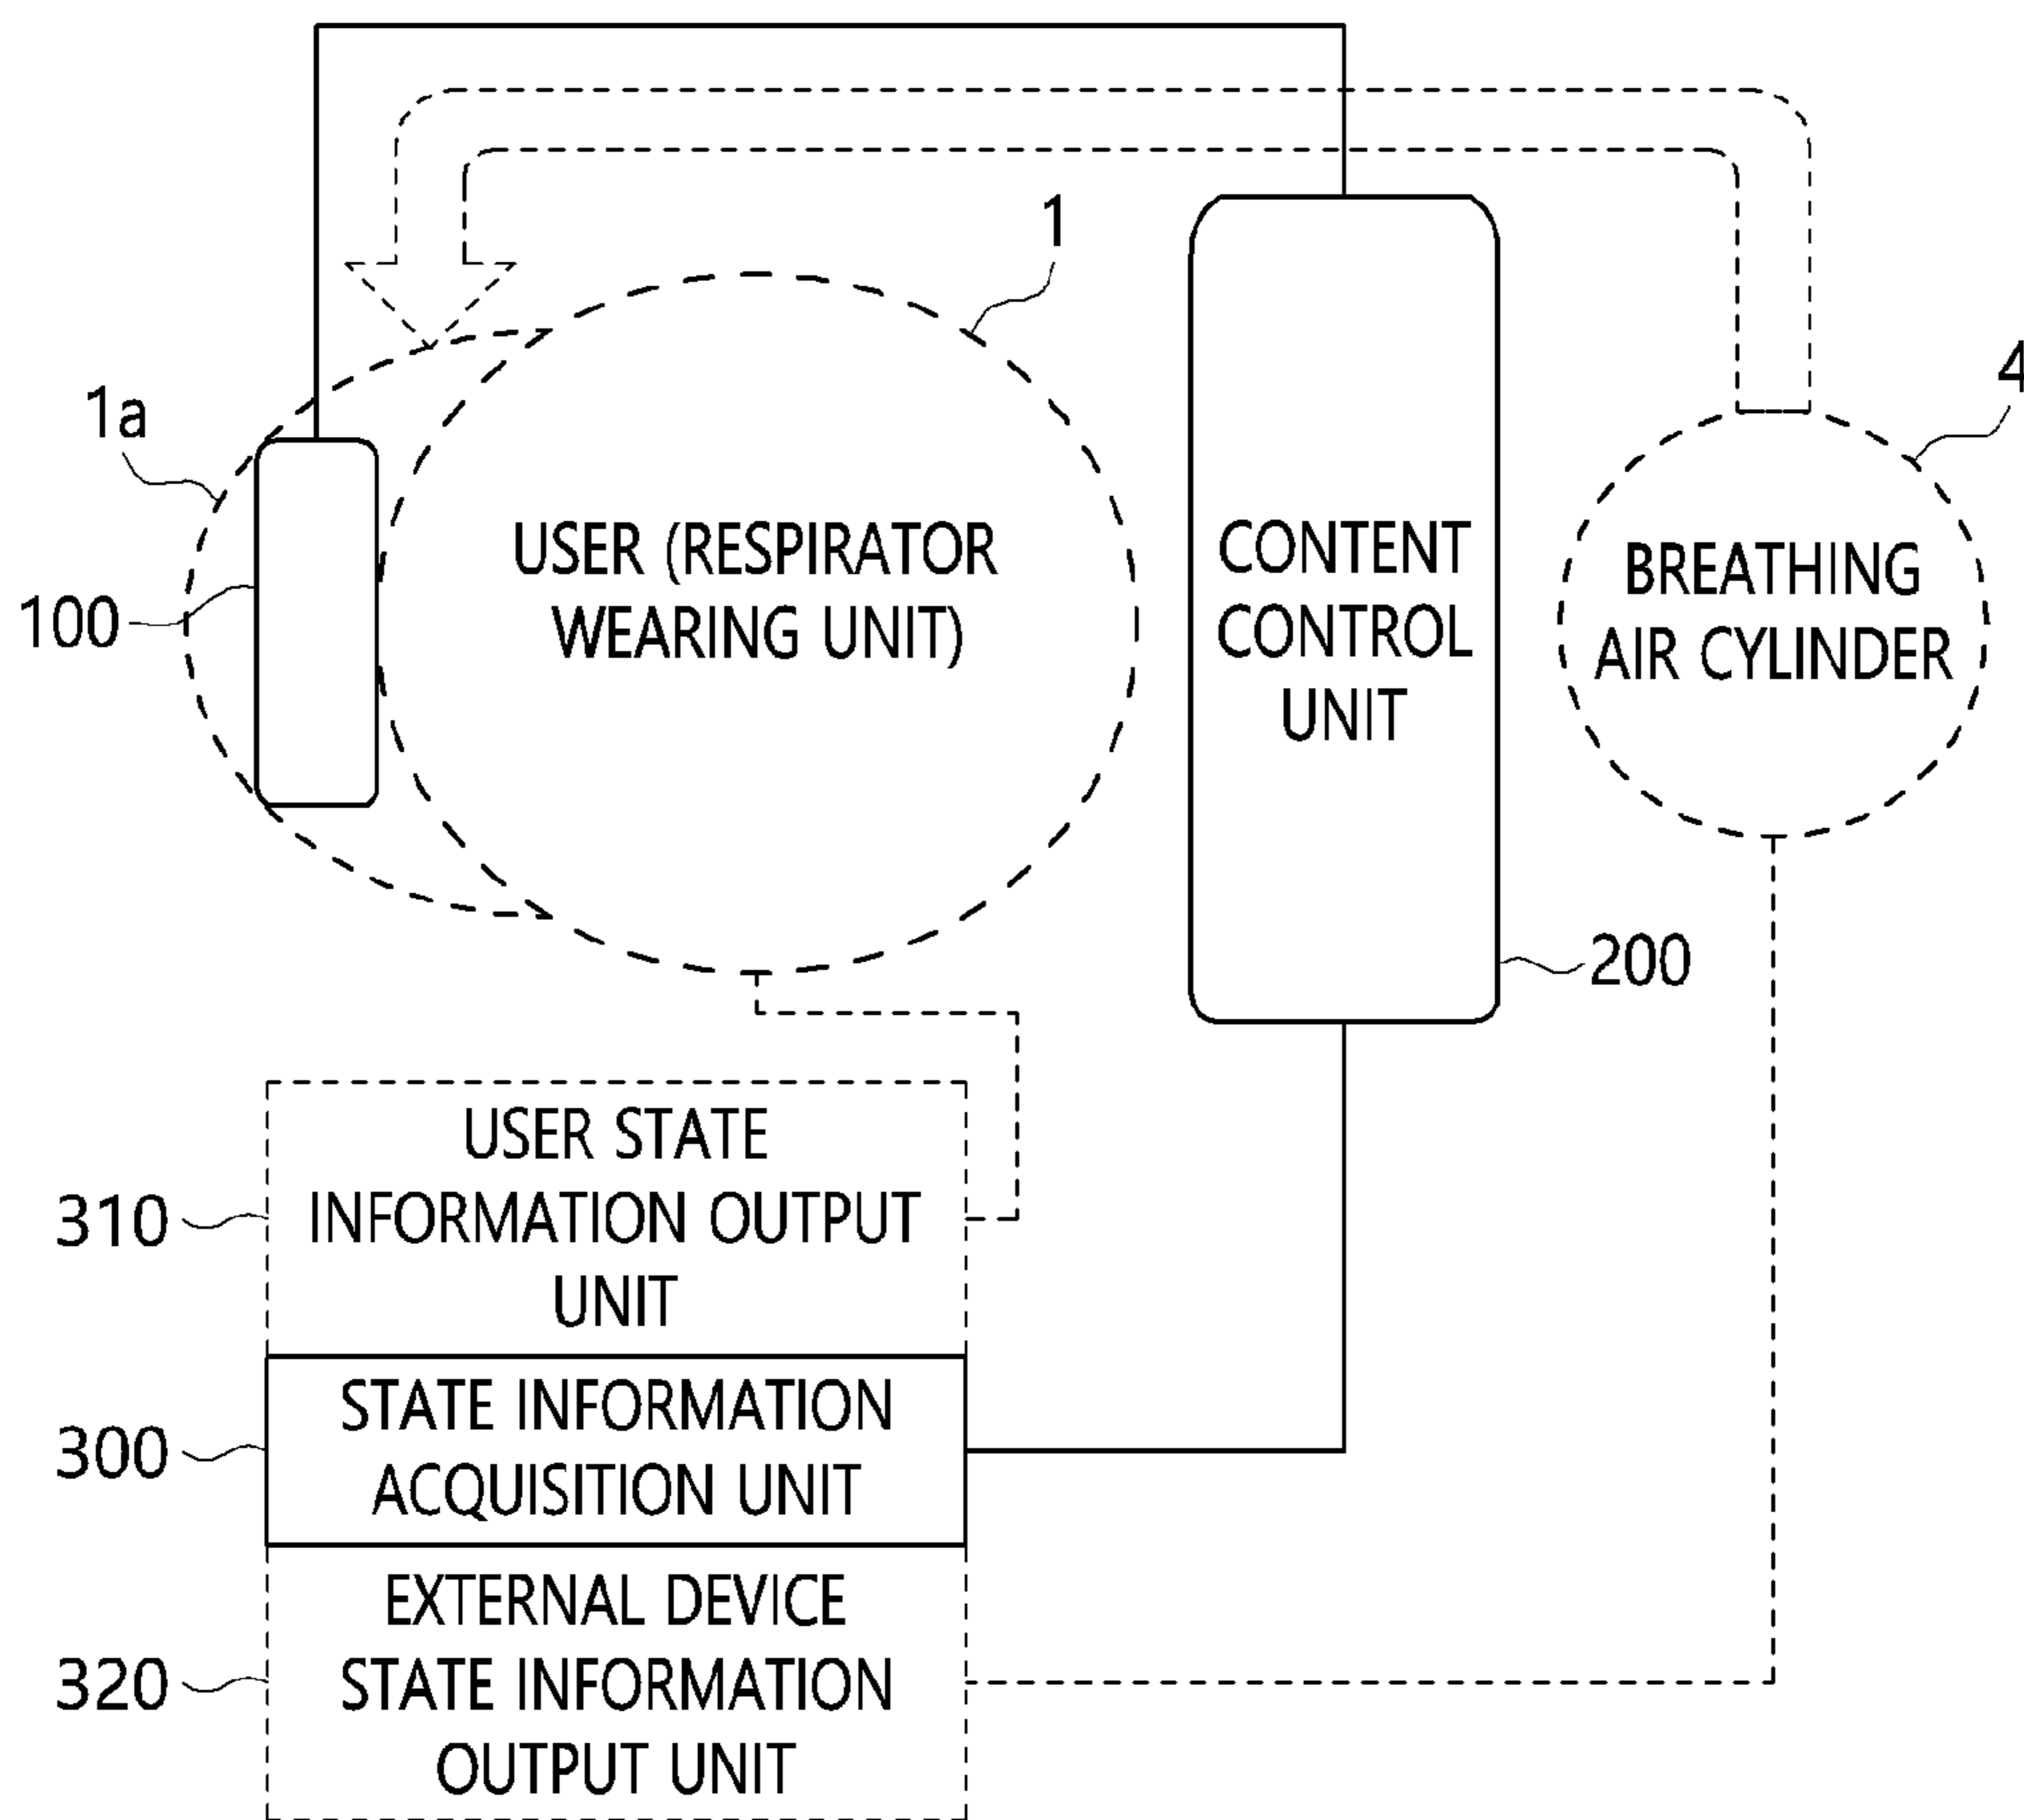 1
4
1a
USER (RESPIRATOR
WEARING UNIT)
CONTENT
CONTROL
UNIT
BREATHING
AIR CYLINDER
100
200
USER STATE
INFORMATION OUTPUT
UNIT
310
STATE INFORMATION
ACQUISITION UNIT
300
EXTERNAL DEVICE
STATE INFORMATION
OUTPUT UNIT
320